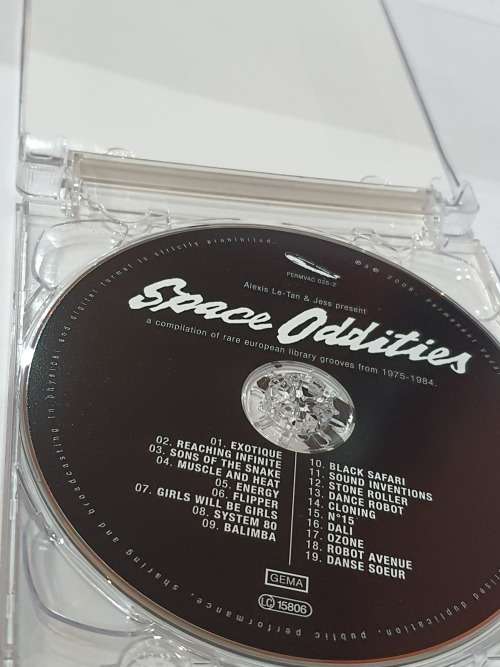 PERMVAC 025-2
Alexis Le-Tan & Jess present
Space Oddities
a compilation of rare european library grooves from 1975-1984.
01. EXOTIQUE
02. REACHING INFINITE
03. SONS OF THE SNAKE
04. MUSCLE AND HEAT
05. ENERGY
06. FLIPPER
07. GIRLS WILL BE GIRLS
08. SYSTEM 80
09. BALIMBA
10. BLACK SAFARI
11. SOUND INVENTIONS
12. STONE ROLLER
13. DANCE ROBOT
14. CLONING
15. N°15
16. DALI
17. OZONE
18. ROBOT AVENUE
19. DANSE SOEUR
GEMA
LC 15806
duplication, public performance, sharing and broadcasting in physical and digital format is strictly prohibited.